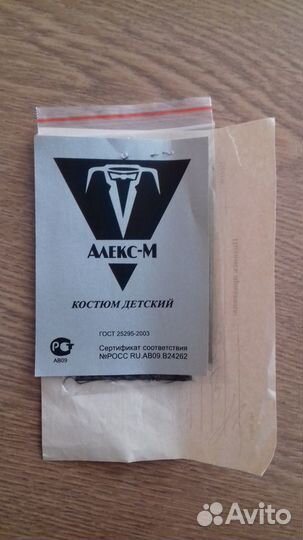 АЛЕКС-М
КОСТЮМ ДЕТСКИЙ
ГОСТ 25295-2003
Сертификат соответствия
№РОСС RU.АВ09.В24262
АВ09
Avito